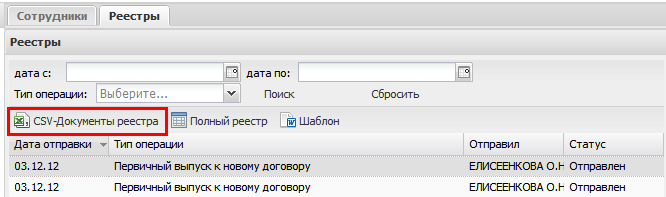 Сотрудники Реестры
Реестры
дата с: дата по:
Тип операции: Выберите... Поиск Сбросить
CSV-Документы реестра Полный реестр Шаблон
Дата отправки Тип операции Отправил Статус
03.12.12 Первичный выпуск к новому договору ЕЛИСЕЕНКОВА О.Н Отправлен
03.12.12 Первичный выпуск к новому договору ЕЛИСЕЕНКОВА О.Н Отправлен